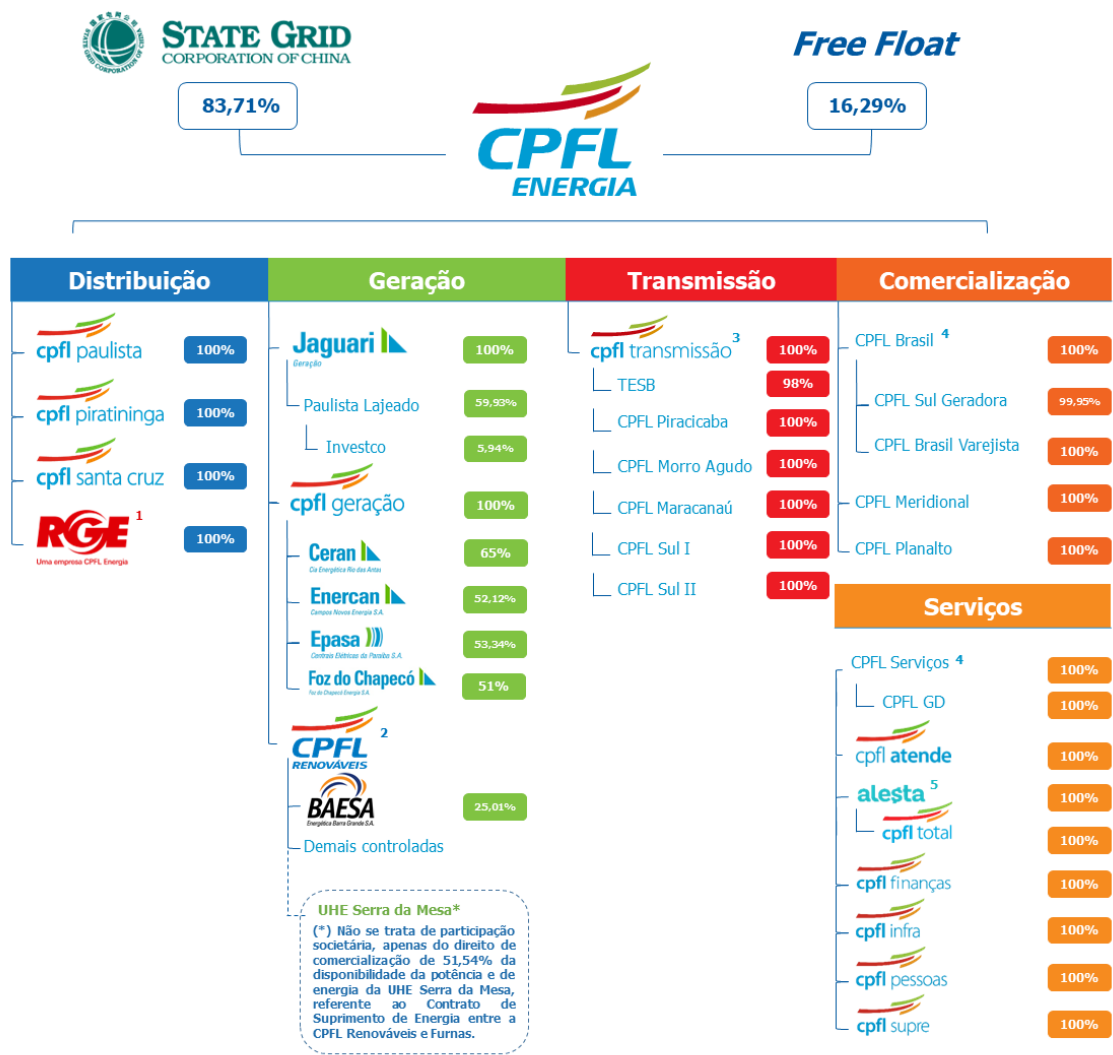 STATE GRID
CORPORATION OF CHINA
STATE GRID CORPORATION OF CHINA
83,71%
Free Float
16,29%
CPFL
ENERGIA
Distribuição
cpfl paulista 100%
cpfl piratininga 100%
cpfl santa cruz 100%
RGE 1 100%
Uma empresa CPFL Energia
Geração
Jaguari 100%
Geração
Paulista Lajeado 59,93%
Investco 5,94%
cpfl geração 100%
Ceran 65%
Cia Energética Rio das Antas
Enercan 52,12%
Campos Novos Energia S.A.
Epasa 53,34%
Centrais Elétricas da Paraíba S.A.
Foz do Chapecó 51%
Foz do Chapecó Energia S.A.
CPFL 2
RENOVÁVEIS
BAESA 25,01%
Energética Barra Grande S.A.
Demais controladas
UHE Serra da Mesa*
(*) Não se trata de participação
societária, apenas do direito de
comercialização de 51,54% da
disponibilidade da potência e de
energia da UHE Serra da Mesa,
referente ao Contrato de
Suprimento de Energia entre a
CPFL Renováveis e Furnas.
Transmissão
cpfl transmissão 3 100%
TESB 98%
CPFL Piracicaba 100%
CPFL Morro Agudo 100%
CPFL Maracanaú 100%
CPFL Sul I 100%
CPFL Sul II 100%
Comercialização
CPFL Brasil 4 100%
CPFL Sul Geradora 99,95%
CPFL Brasil Varejista 100%
CPFL Meridional 100%
CPFL Planalto 100%
Serviços
CPFL Serviços 4 100%
CPFL GD 100%
cpfl atende 100%
alesta 5 100%
cpfl total 100%
cpfl finanças 100%
cpfl infra 100%
cpfl pessoas 100%
cpfl supre 100%